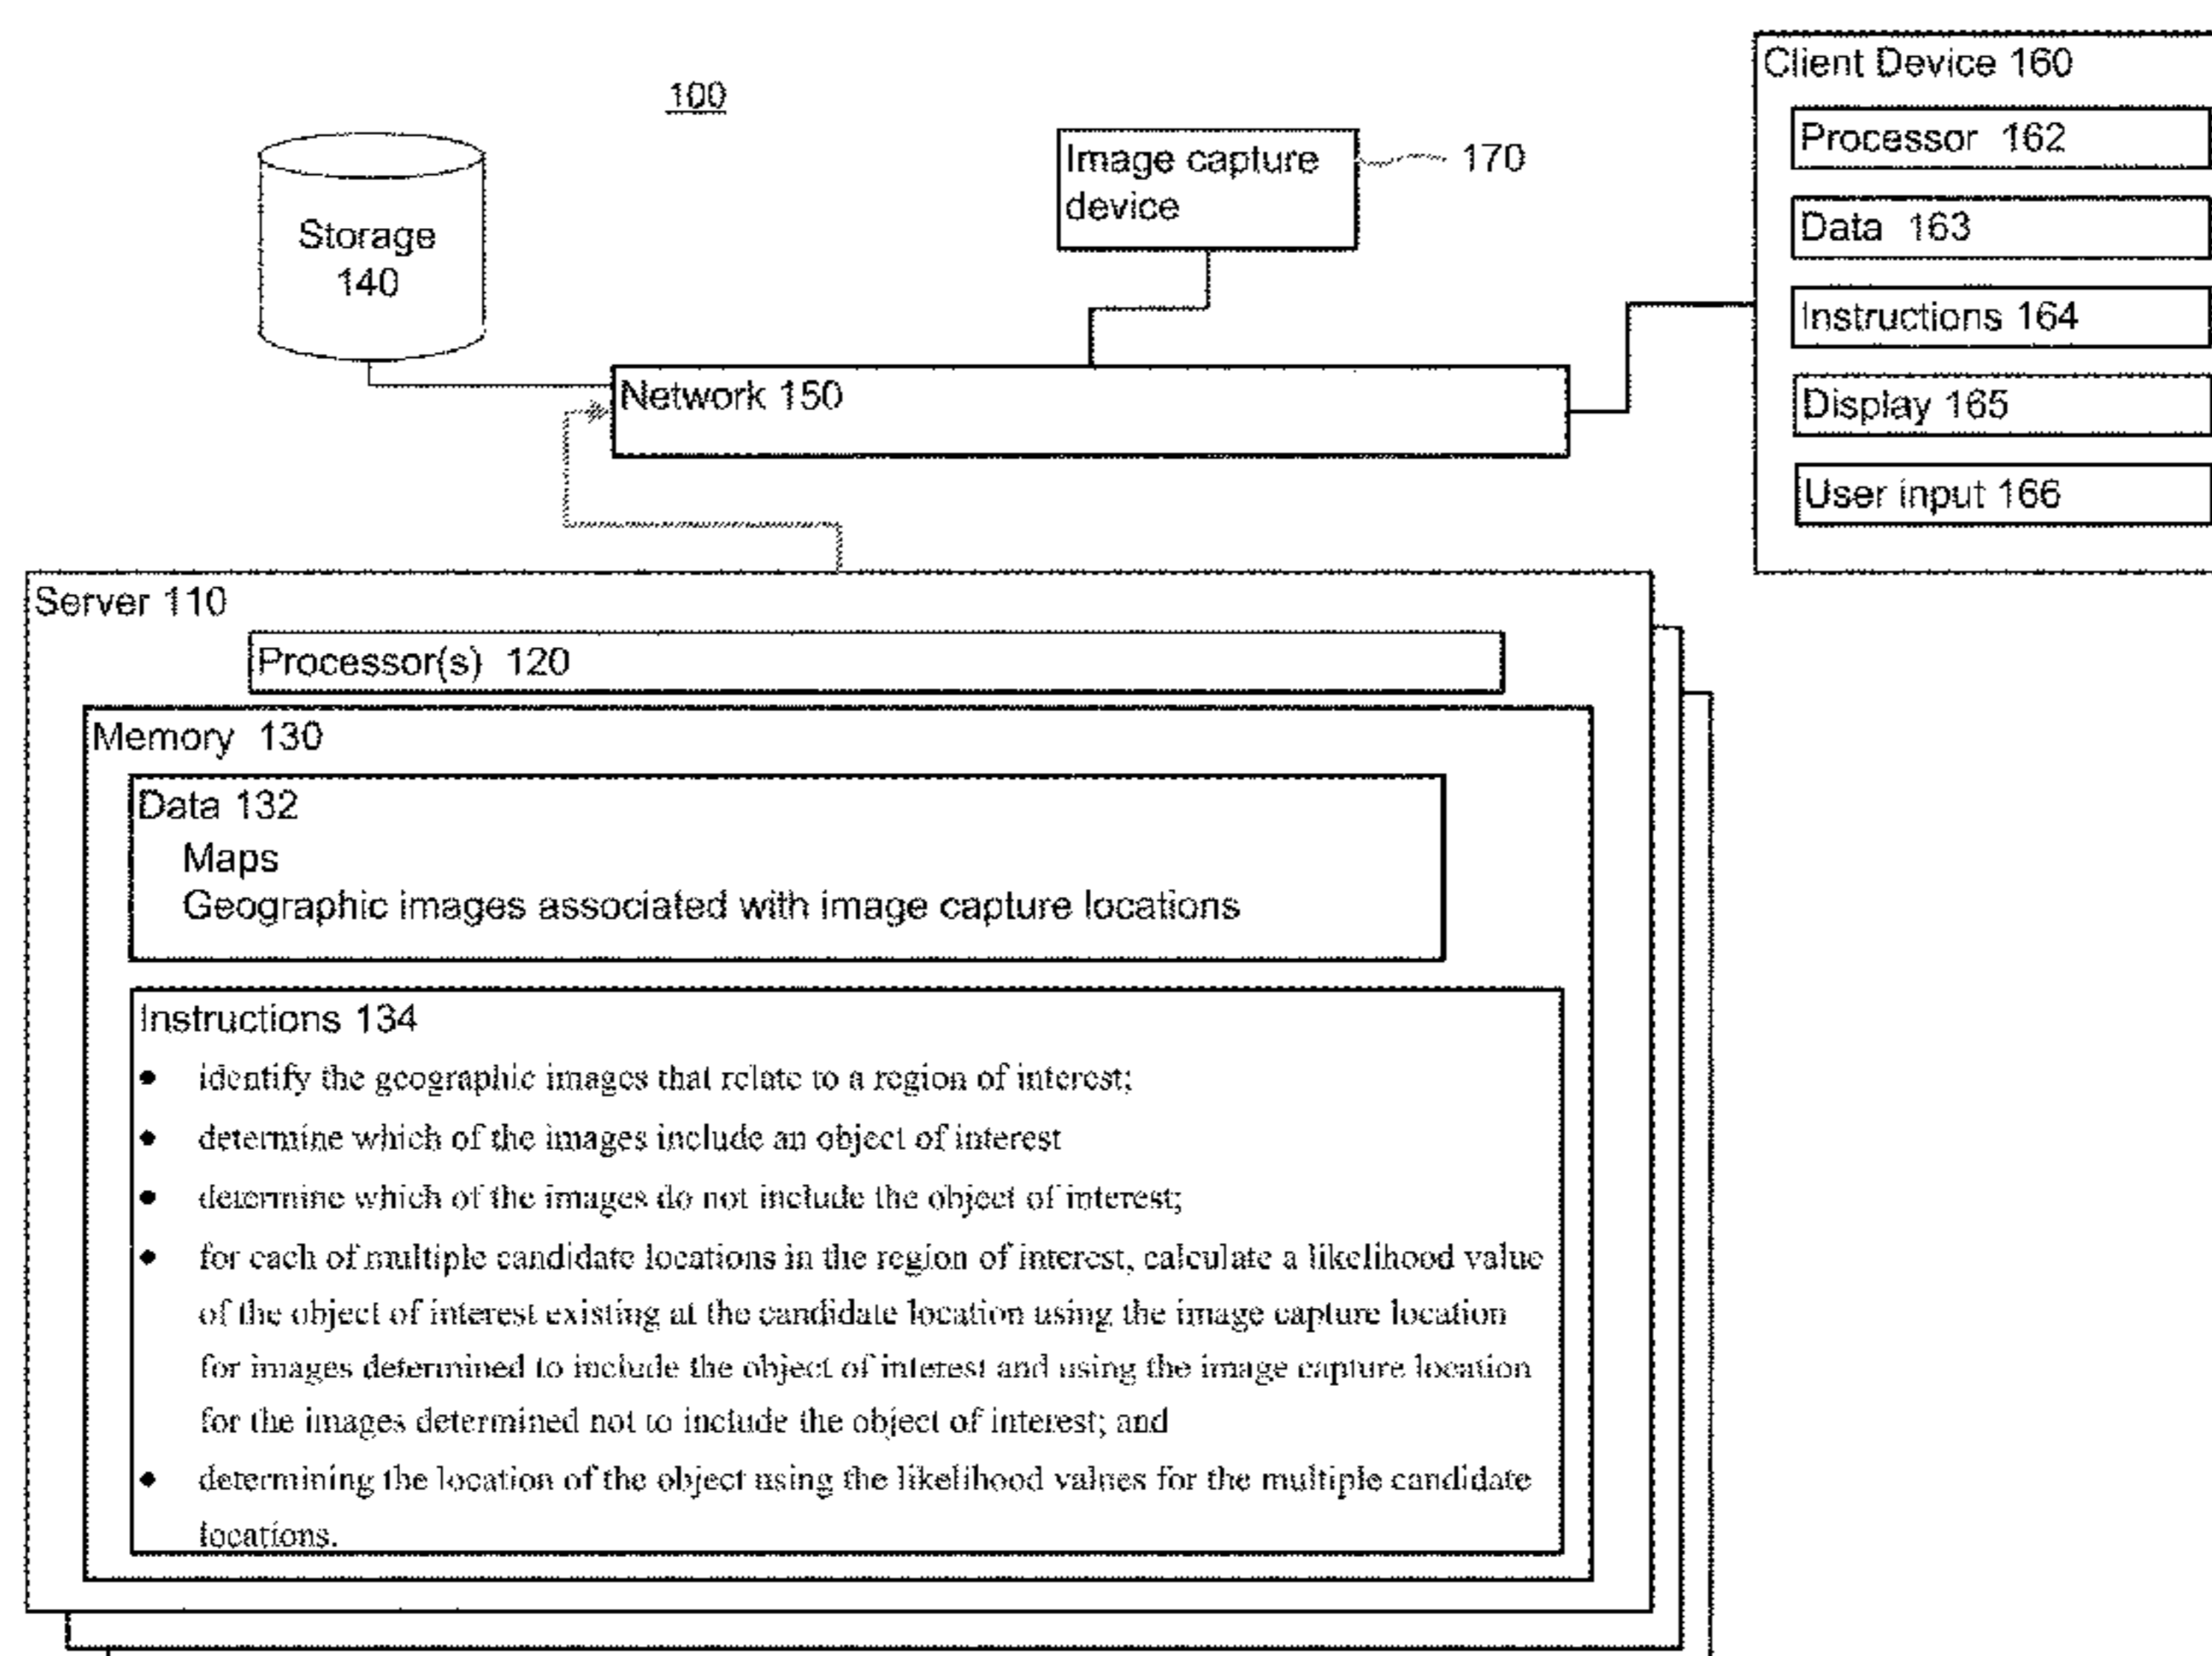 100
Storage
140
Image capture
device
170
Client Device 160
Processor 162
Data 163
Instructions 164
Display 165
User input 166
Network 150
Server 110
Processor(s) 120
Memory 130
Data 132
Maps
Geographic images associated with image capture locations
Instructions 134
• identify the geographic images that relate to a region of interest;
• determine which of the images include an object of interest
• determine which of the images do not include the object of interest;
• for each of multiple candidate locations in the region of interest, calculate a likelihood value
of the object of interest existing at the candidate location using the image capture location
for images determined to include the object of interest and using the image capture location
for the images determined not to include the object of interest; and
• determining the location of the object using the likelihood values for the multiple candidate
locations.